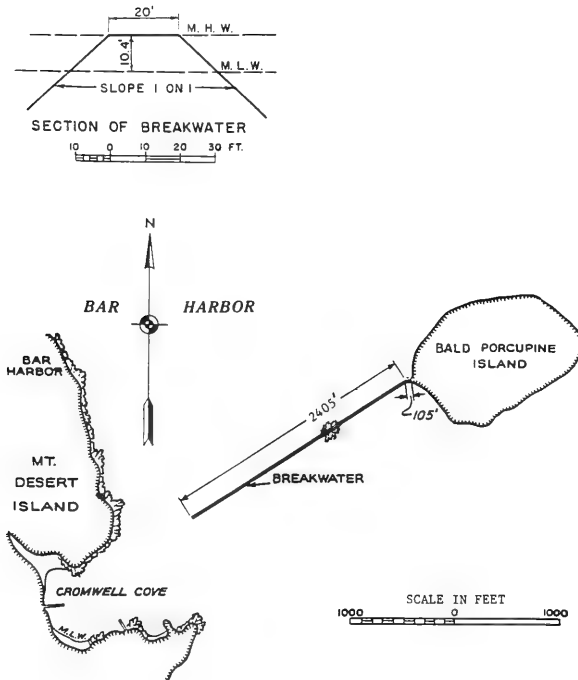 20'
M. H. W.
10.4'
M.L.W.
SLOPE 1 ON 1
SECTION OF BREAKWATER
10 0 10 20 30 FT.
N
BAR HARBOR
BAR
HARBOR
BALD PORCUPINE
ISLAND
2405'
105'
MT.
DESERT
ISLAND
BREAKWATER
CROMWELL COVE
M.L.W.
SCALE IN FEET
1000 0 1000